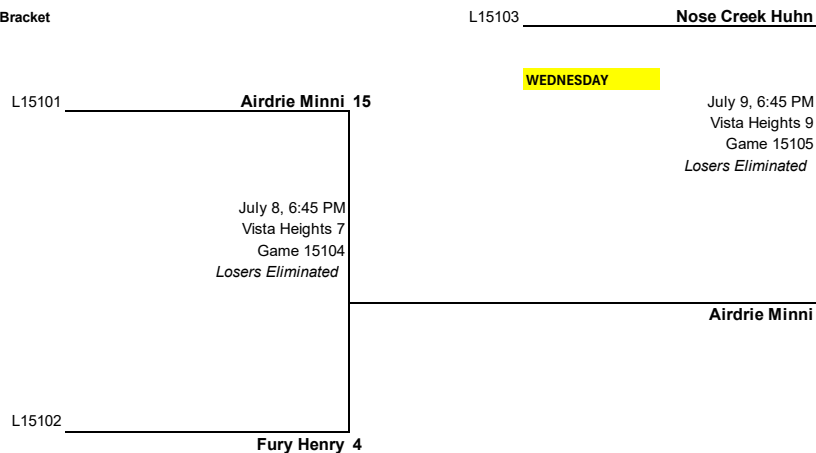 Bracket
L15103 Nose Creek Huhn
WEDNESDAY
L15101 Airdrie Minni 15
July 9, 6:45 PM
Vista Heights 9
Game 15105
Losers Eliminated
July 8, 6:45 PM
Vista Heights 7
Game 15104
Losers Eliminated
Airdrie Minni
L15102
Fury Henry 4